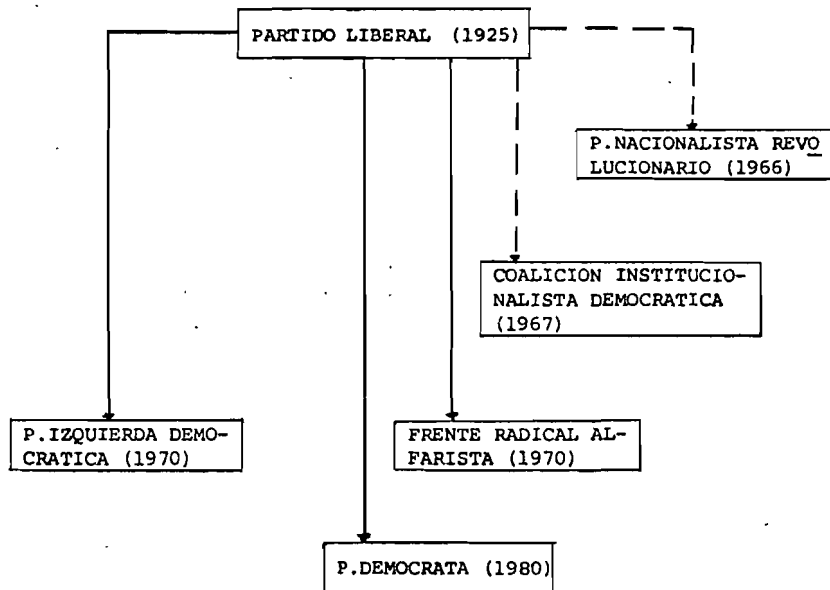 PARTIDO LIBERAL (1925)
P.NACIONALISTA REVO
LUCIONARIO (1966)
COALICION INSTITUCIO-
NALISTA DEMOCRATICA
(1967)
P.IZQUIERDA DEMO-
CRATICA (1970)
FRENTE RADICAL AL-
FARISTA (1970)
P.DEMOCRATA (1980)